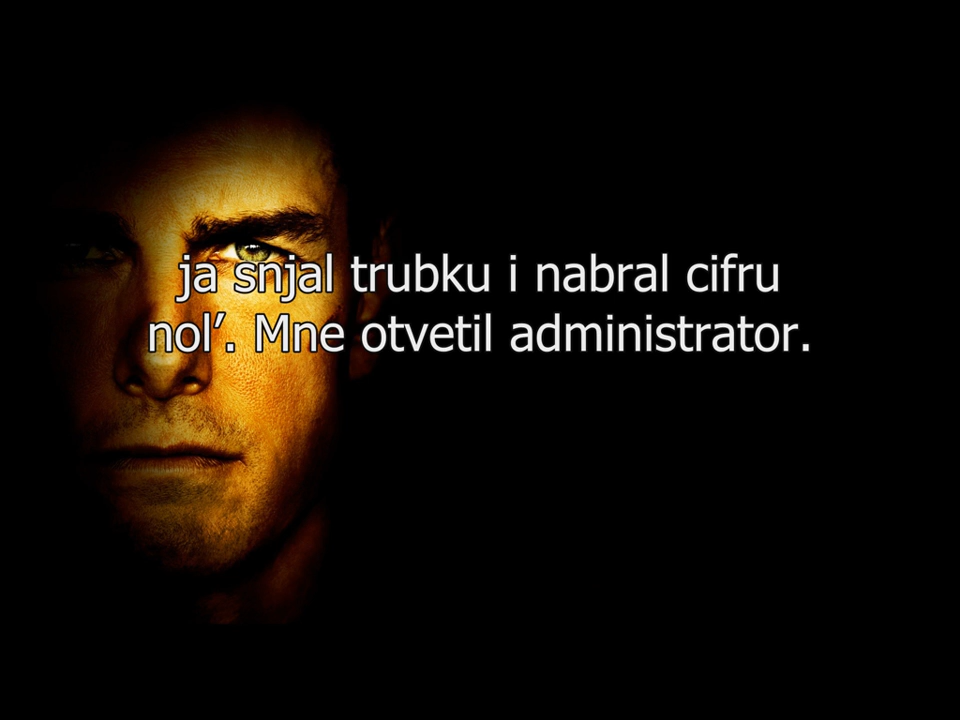 ja snjal trubku i nabral cifru
nol’. Mne otvetil administrator.